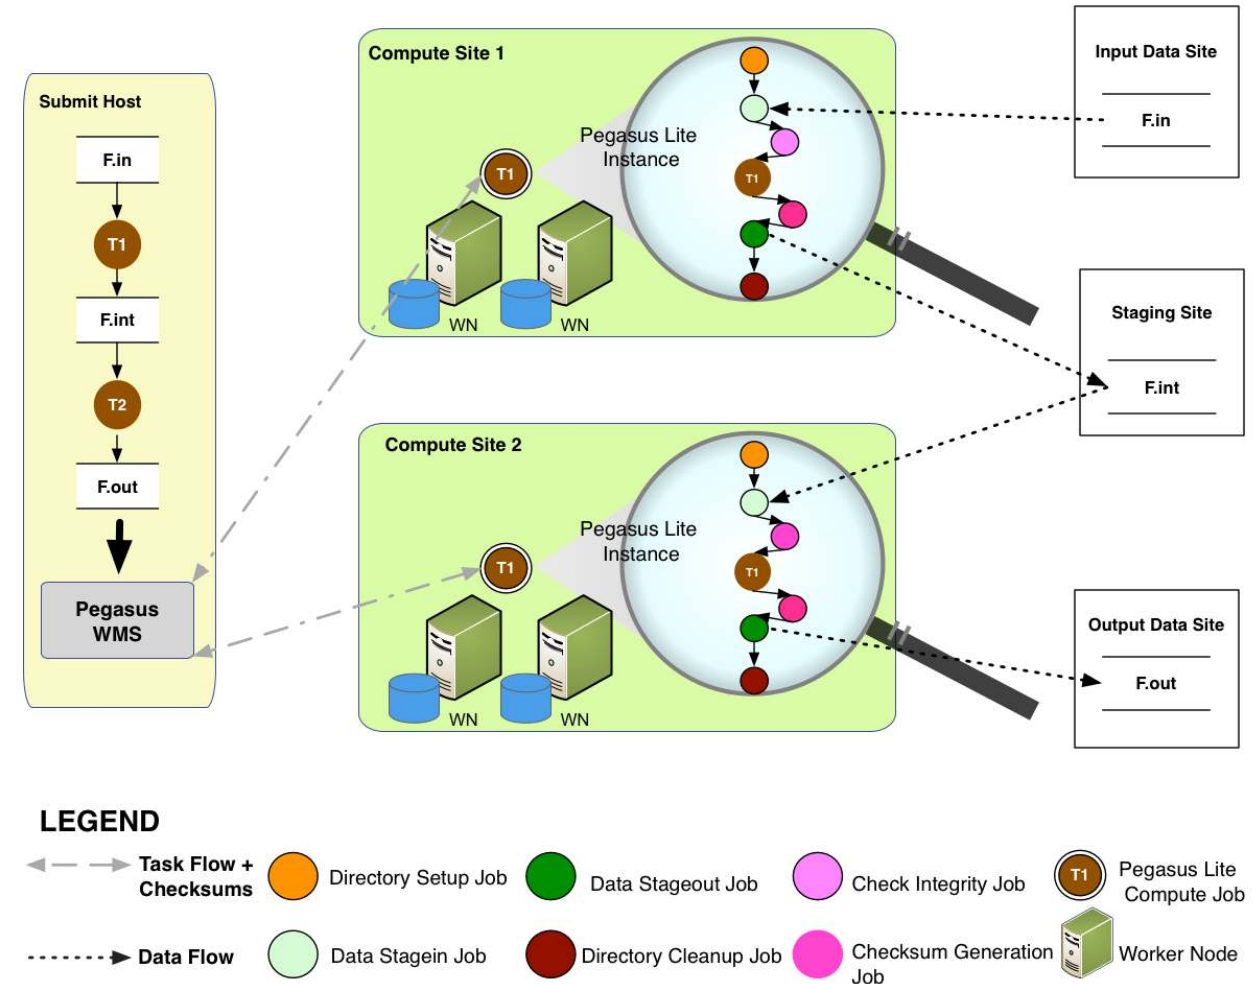 Submit Host
F.in
T1
F.int
T2
F.out
Pegasus
WMS
Compute Site 1
Pegasus Lite
Instance
T1
T1
WN
WN
Compute Site 2
Pegasus Lite
Instance
T1
T1
WN
WN
Input Data Site
F.in
Staging Site
F.int
Output Data Site
F.out
LEGEND
Task Flow +
Checksums
Data Flow
Directory Setup Job
Data Stagein Job
Data Stageout Job
Directory Cleanup Job
Check Integrity Job
Checksum Generation
Job
T1
Pegasus Lite
Compute Job
Worker Node